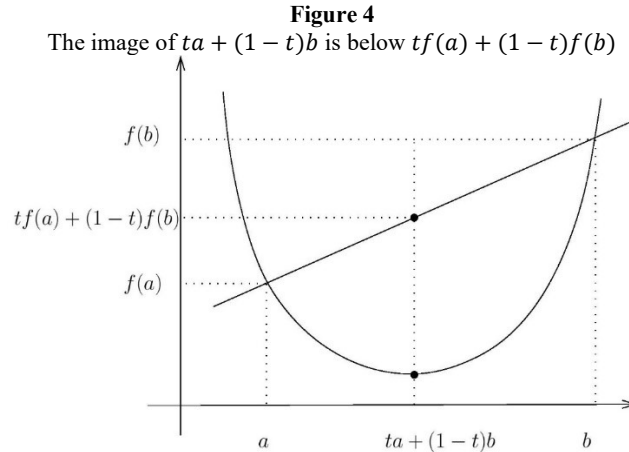 Figure 4
The image of ta + (1 − t)b is below tf(a) + (1 − t)f(b)
f(b)
tf(a) + (1 − t)f(b)
f(a)
a ta + (1 − t)b b